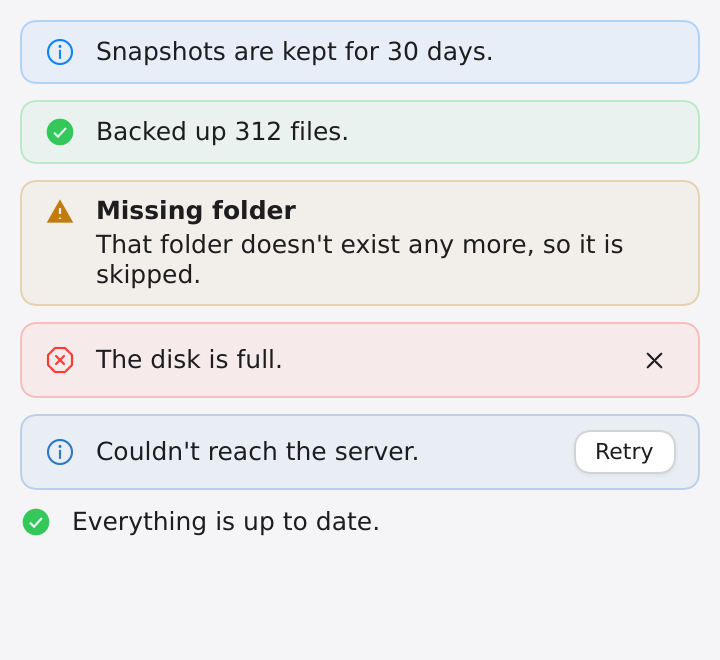 Snapshots are kept for 30 days.
Backed up 312 files.
Missing folder
That folder doesn't exist any more, so it is
skipped.
The disk is full.
Couldn't reach the server.
Retry
Everything is up to date.